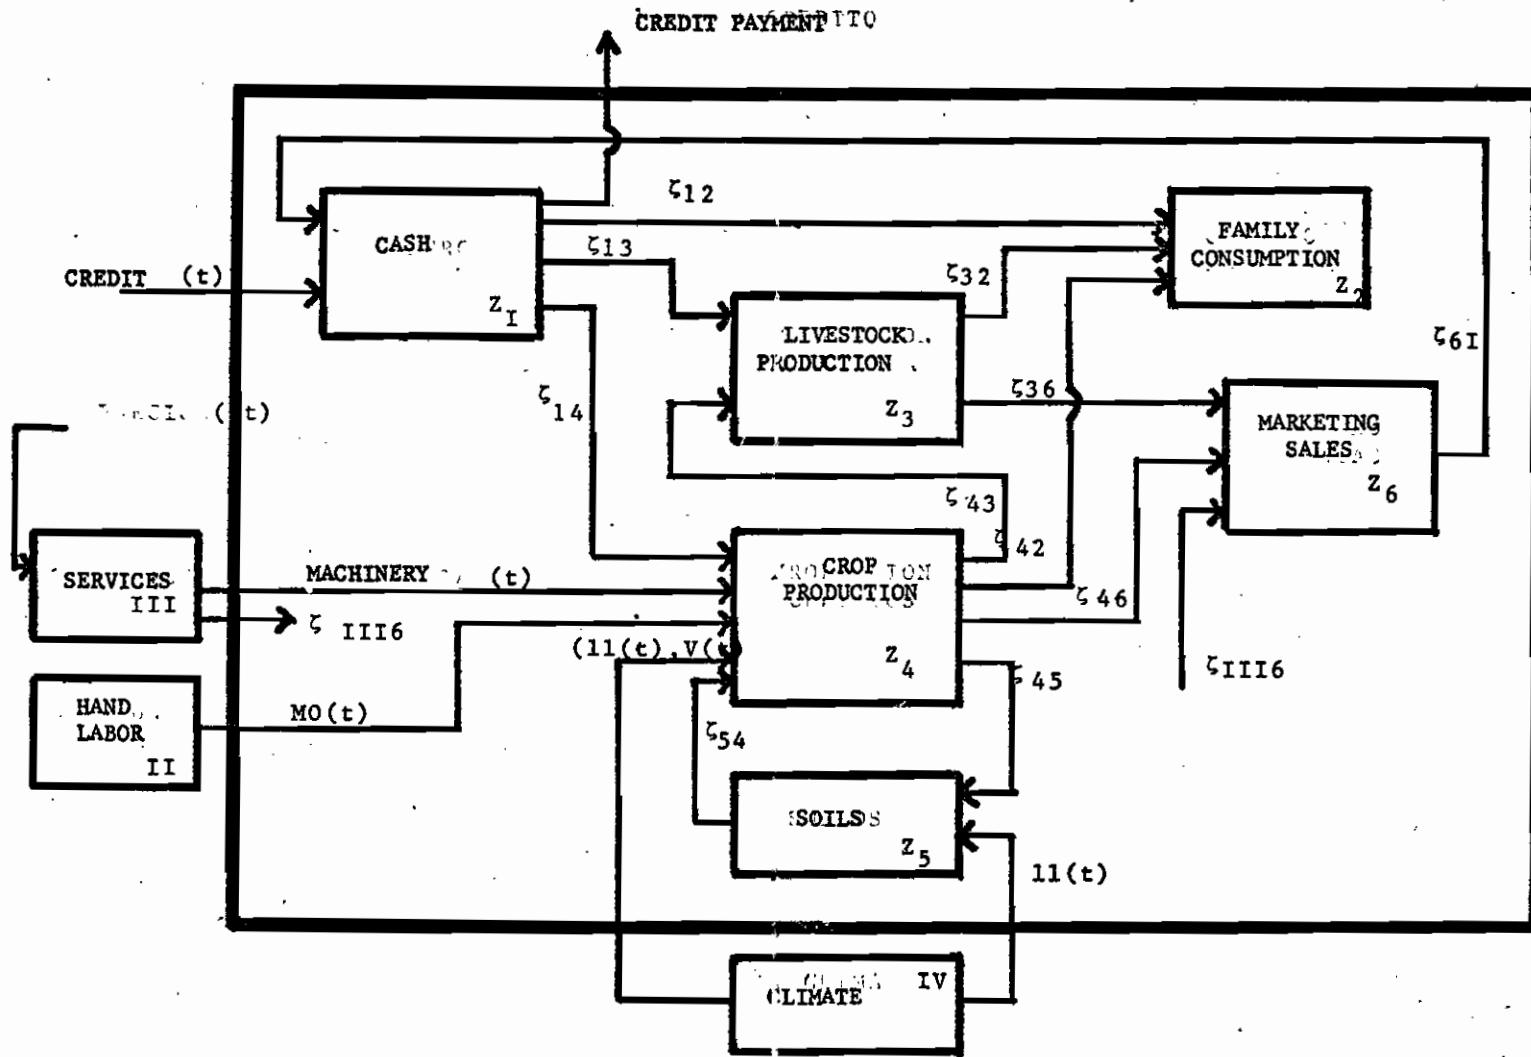 CREDIT PAYMENT
ζ12
CASH
Z1
ζ13
FAMILY
CONSUMPTION
Z2
CREDIT (t)
ζ32
LIVESTOCK
PRODUCTION
Z3
ζ61
ζ14
ζ36
MARKETING
SALES
Z6
(t)
ζ43
ζ42
SERVICES
III
MACHINERY (t)
CROP
PRODUCTION
Z4
ζ46
ζ III6
(11(t),V(
ζ45
ζIII6
HAND
LABOR
II
MO(t)
ζ54
SOILS
Z5
11(t)
CLIMATE
IV